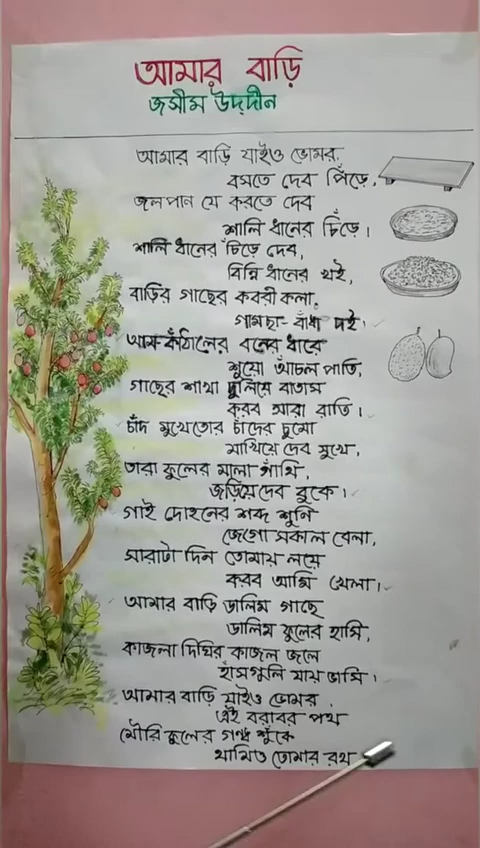 আমার বাড়ি
জসীম উদ্‌দীন
আমার বাড়ি যাইও ভোমর,
বসতে দেব পিঁড়ে,
জলপান যে করতে দেব
শালি ধানের চিঁড়ে।
শালি ধানের চিঁড়ে দেব,
বিন্নি ধানের খই,
বাড়ির গাছের কবরী কলা,
গামছা-বাঁধা দই।
আম-কাঁঠালের বনের ধারে
শুয়ো আঁচল পাতি,
গাছের শাখা দুলিয়ে বাতাস
করব সারা রাতি।
চাঁদ মুখে তোর চাঁদের চুমো
মাখিয়ে দেব সুখে,
তারা ফুলের মালা গাঁথি,
জড়িয়ে দেব বুকে।
গাই দোহনের শব্দ শুনি
জেগো সকাল বেলা,
সারাটা দিন তোমায় লয়ে
করব আমি খেলা।
আমার বাড়ি ডালিম গাছে
ডালিম ফুলের হাসি,
কাজলা দিঘির কাজল জলে
হাঁসগুলি যায় ভাসি।
আমার বাড়ি যাইও ভোমর,
এই বরাবর পথ
মৌরি ফুলের গন্ধ শুঁকে
থামিও তোমার রথ